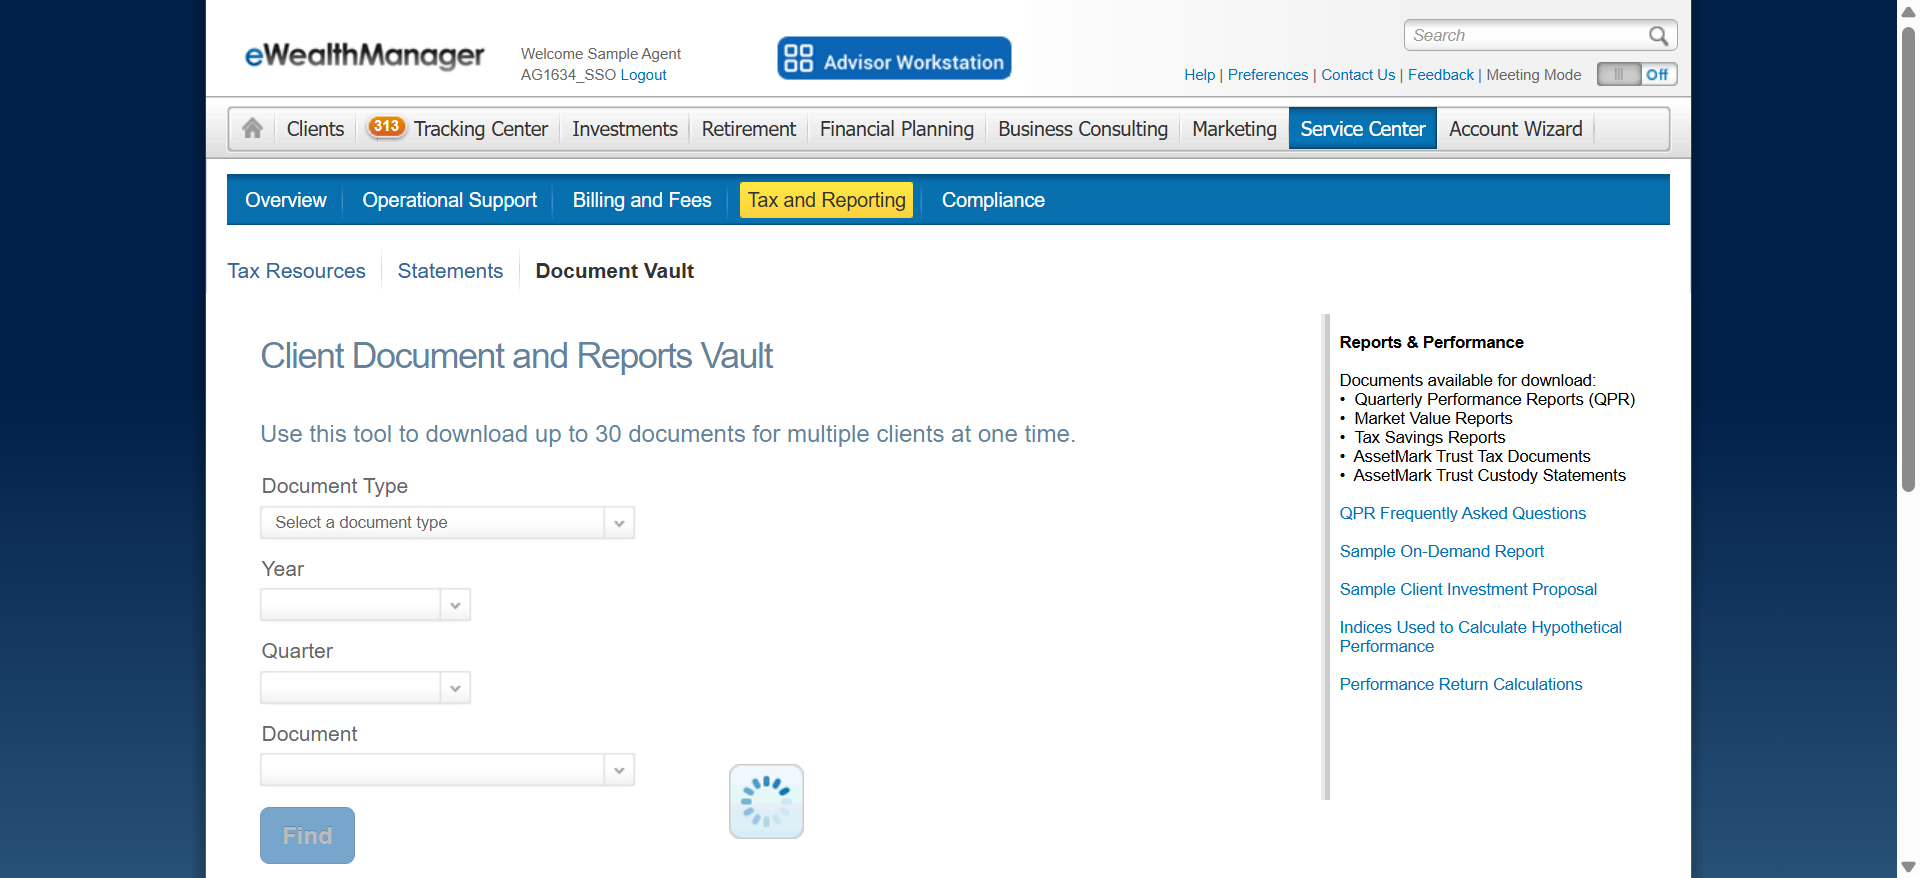 eWealthManager
Welcome Sample Agent
AG1634_SSO Logout
Advisor Workstation
Search
Help | Preferences | Contact Us | Feedback | Meeting Mode
Off
Clients
313
Tracking Center
Investments
Retirement
Financial Planning
Business Consulting
Marketing
Service Center
Account Wizard
Overview
Operational Support
Billing and Fees
Tax and Reporting
Compliance
Tax Resources
Statements
Document Vault
Client Document and Reports Vault
Use this tool to download up to 30 documents for multiple clients at one time.
Document Type
Select a document type
Year
Quarter
Document
Find
Reports & Performance
Documents available for download:
• Quarterly Performance Reports (QPR)
• Market Value Reports
• Tax Savings Reports
• AssetMark Trust Tax Documents
• AssetMark Trust Custody Statements
QPR Frequently Asked Questions
Sample On-Demand Report
Sample Client Investment Proposal
Indices Used to Calculate Hypothetical
Performance
Performance Return Calculations